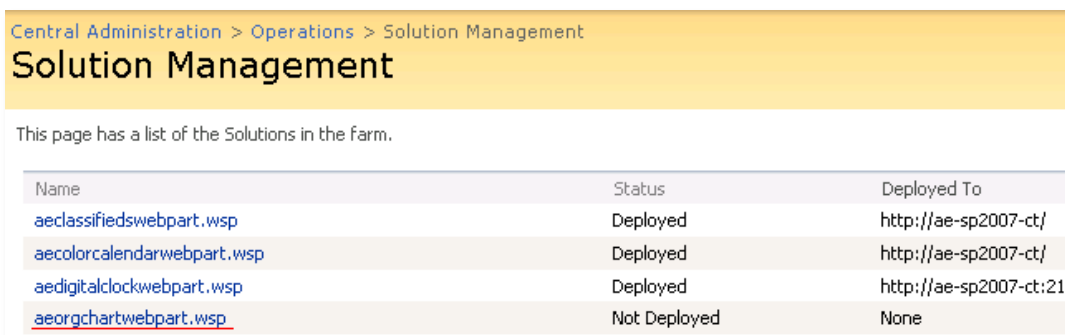 Central Administration > Operations > Solution Management
Solution Management
This page has a list of the Solutions in the farm.
Name Status Deployed To
aeclassifiedswebpart.wsp Deployed http://ae-sp2007-ct/
aecolorcalendarwebpart.wsp Deployed http://ae-sp2007-ct/
aedigitalclockwebpart.wsp Deployed http://ae-sp2007-ct:21
aeorgchartwebpart.wsp Not Deployed None